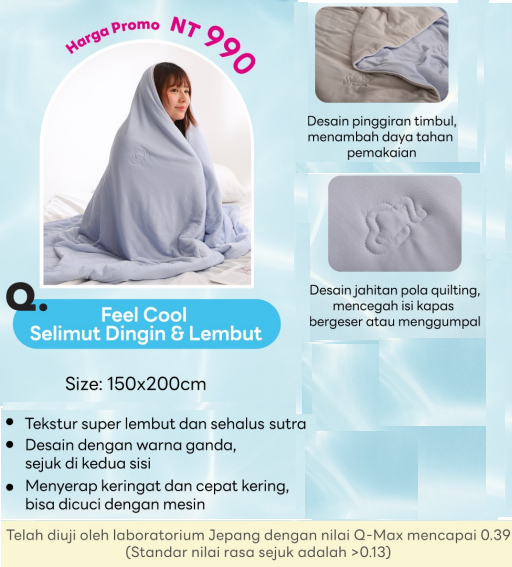 Harga Promo NT 990
Desain pinggiran timbul,
menambah daya tahan
pemakaian
Desain jahitan pola quilting,
mencegah isi kapas
bergeser atau menggumpal
Q.
Feel Cool
Selimut Dingin & Lembut
Size: 150x200cm
Tekstur super lembut dan sehalus sutra
Desain dengan warna ganda,
sejuk di kedua sisi
Menyerap keringat dan cepat kering,
bisa dicuci dengan mesin
Telah diuji oleh laboratorium Jepang dengan nilai Q-Max mencapai 0.39
(Standar nilai rasa sejuk adalah >0.13)